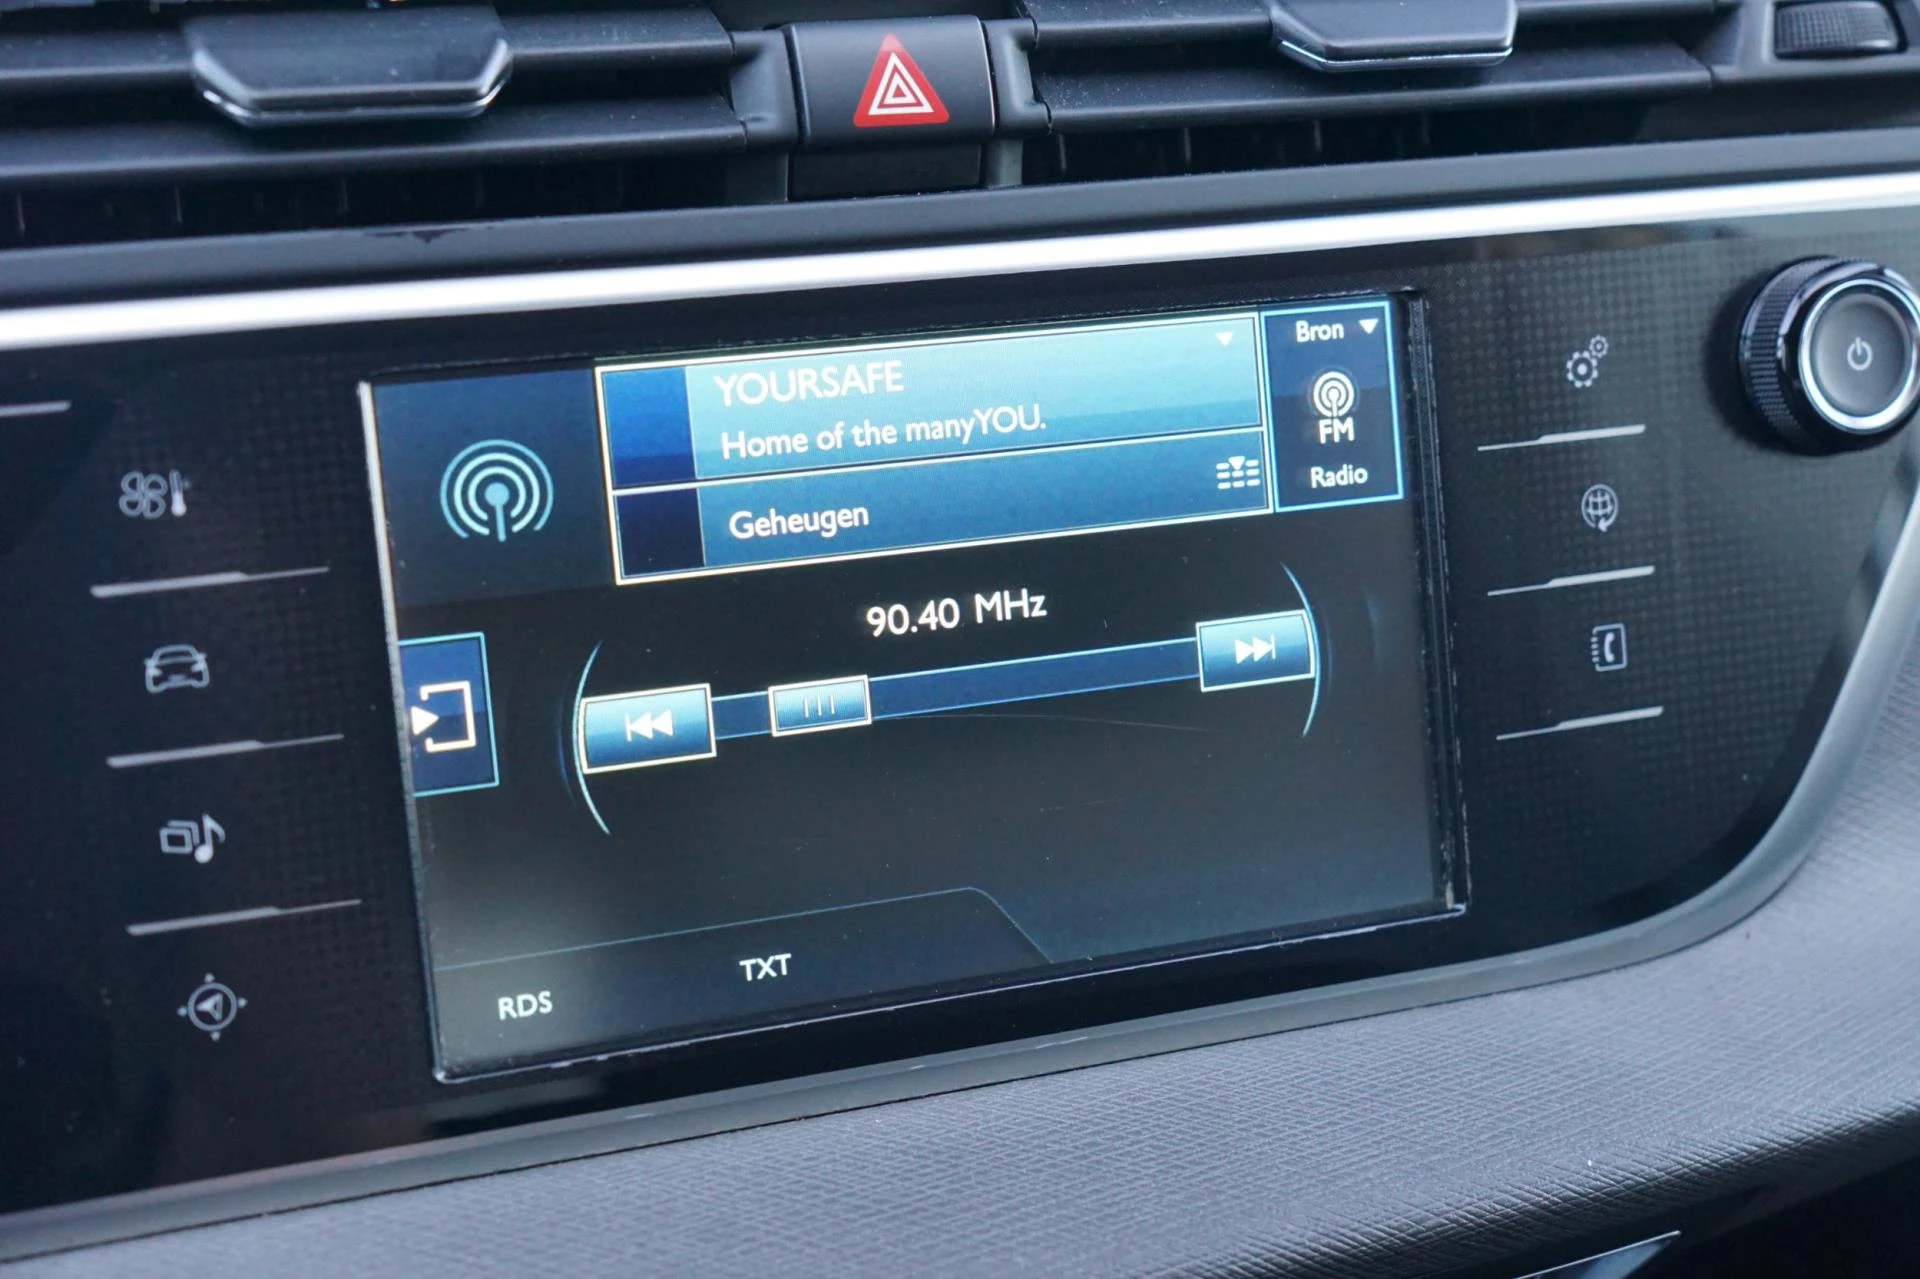 YOURSAFE
Home of the manyYOU.
Geheugen
Bron
FM
Radio
90.40 MHz
TXT
RDS